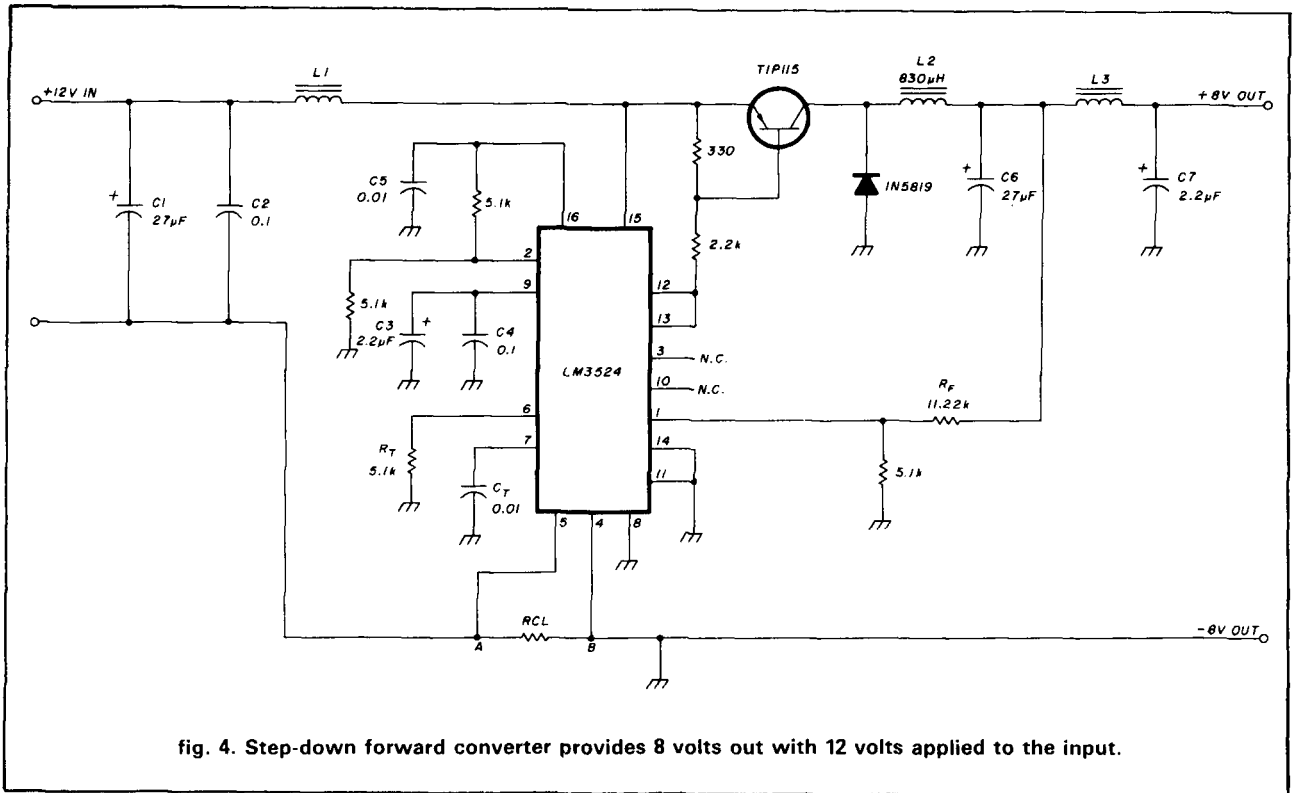 +12V IN
L1
TIP115
L2
830µH
L3
+8V OUT
330
C5
0.01
5.1k
16
15
+
C1
27µF
C2
0.1
1N5819
+
C6
27µF
+
C7
2.2µF
2.2k
2
9
12
13
5.1k
C3
2.2µF
+
C4
0.1
3
N.C.
10
N.C.
LM3524
RF
11.22k
6
7
1
14
11
RT
5.1k
5.1k
CT
0.01
5
4
8
RCL
A
B
-8V OUT
fig. 4. Step-down forward converter provides 8 volts out with 12 volts applied to the input.